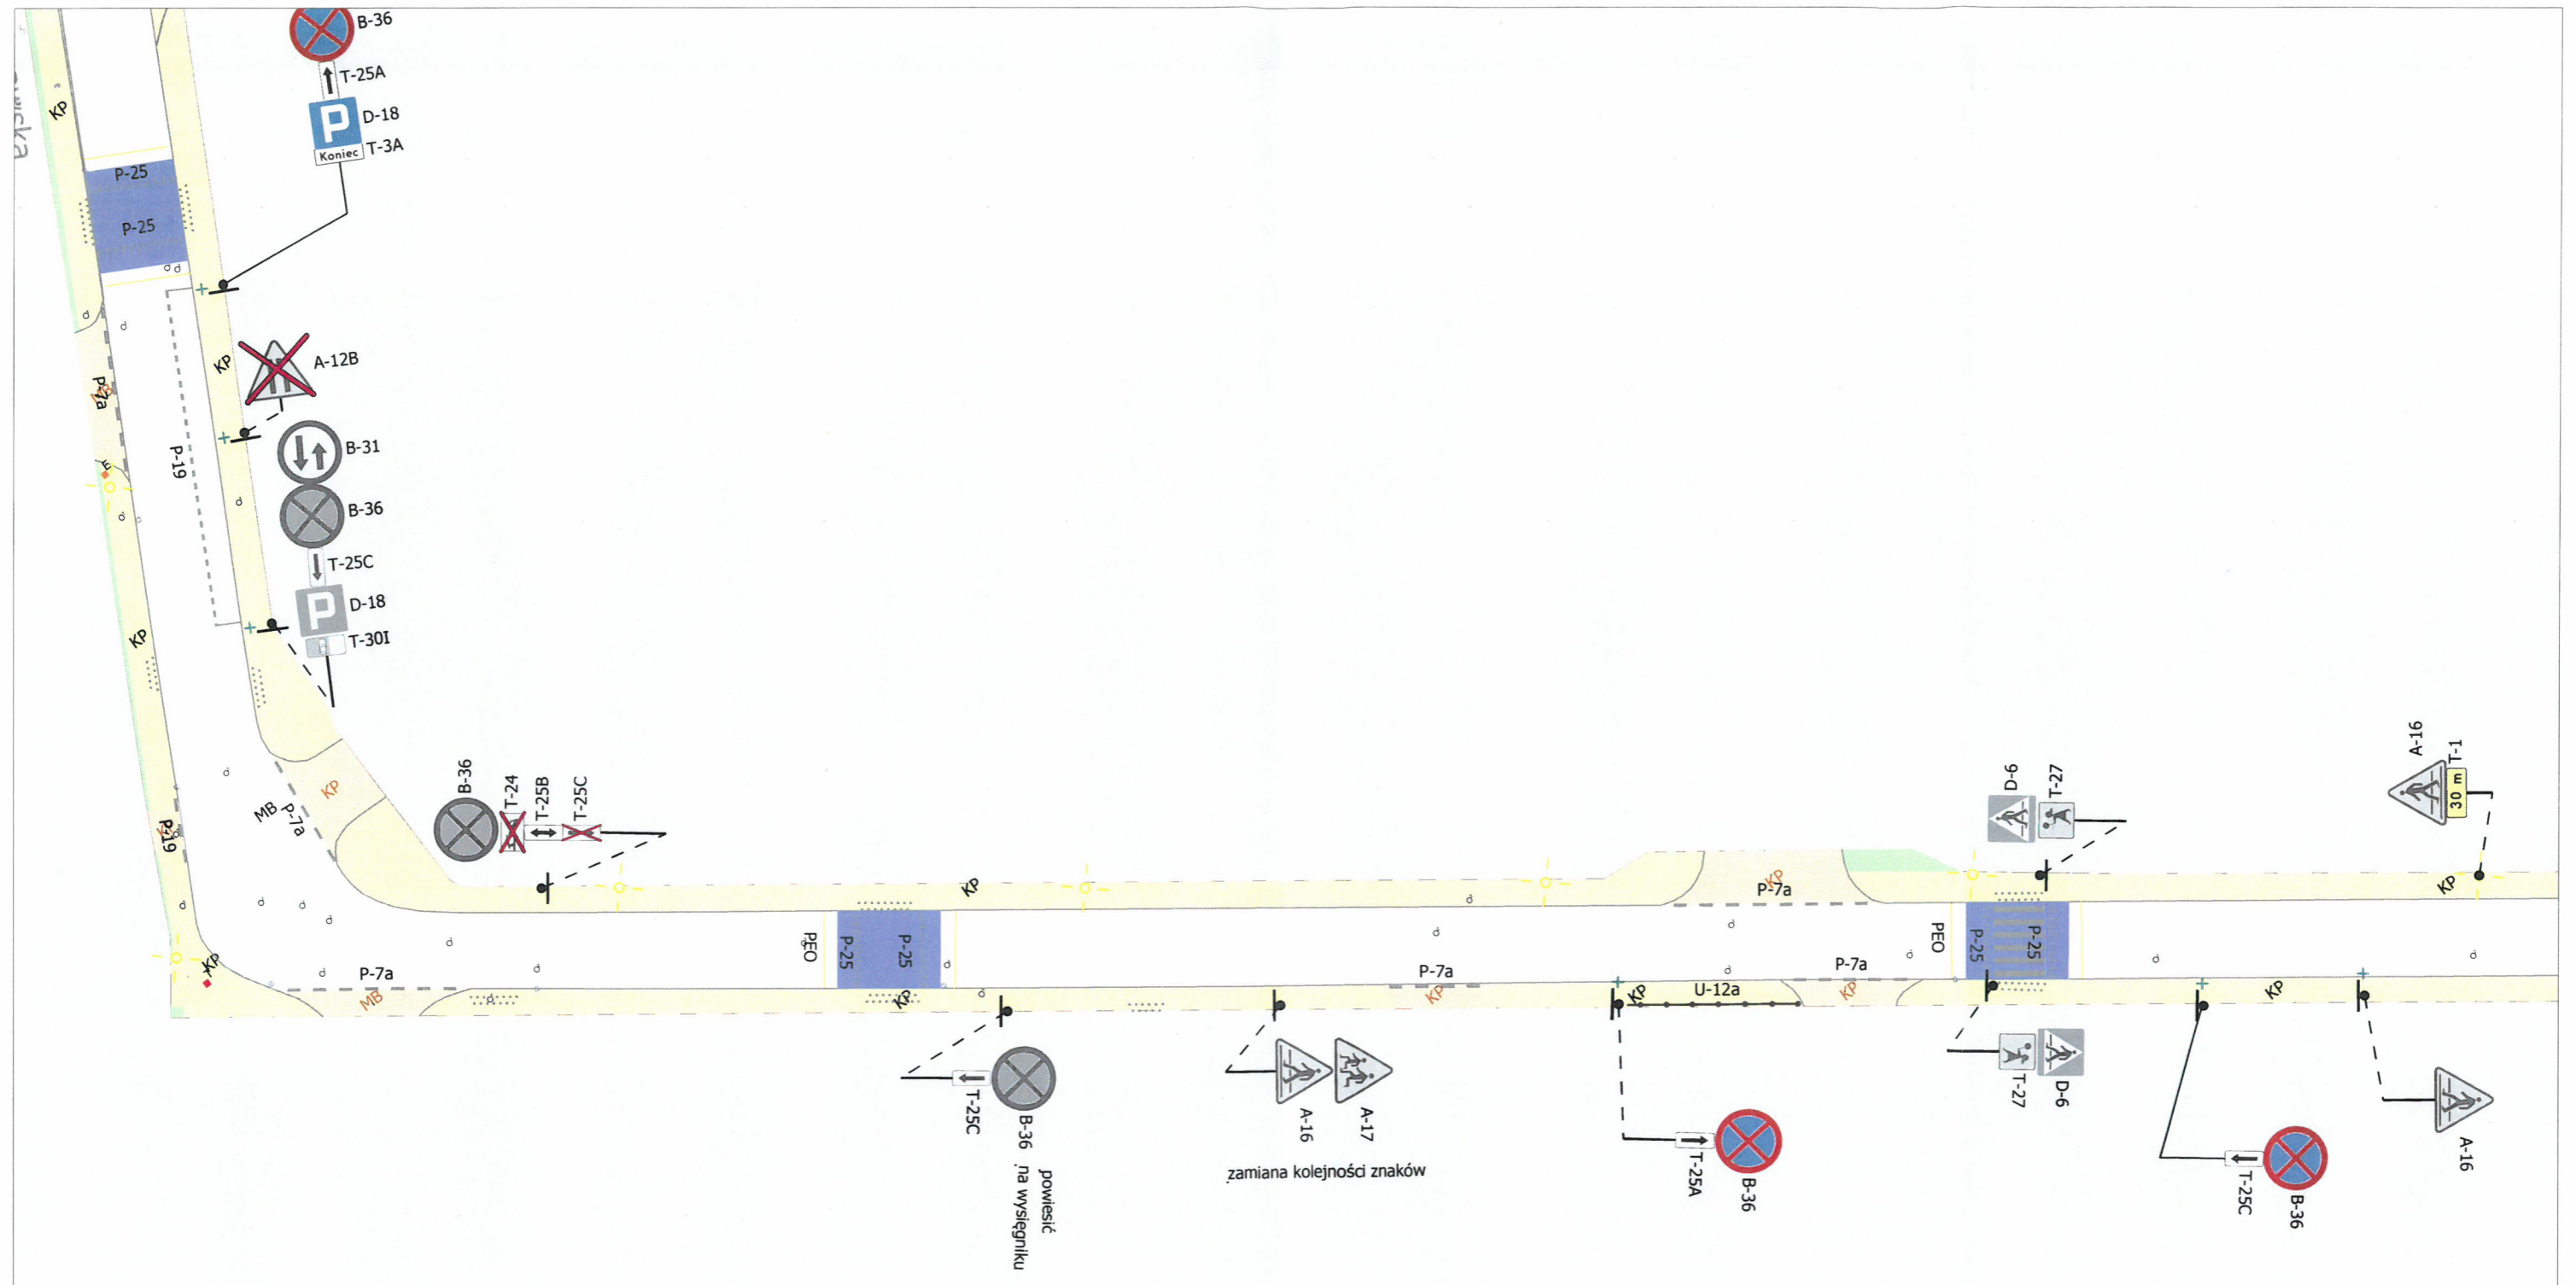 B-36
T-25A
P
D-18
Koniec
T-3A
KP
P-25
P-25
A-12B
KP
P-7a
P-19
B-31
B-36
T-25C
P
D-18
T-30I
KP
P-19
MB
P-7a
KP
B-36
T-24
T-25B
T-25C
KP
P-7a
MB
KP
PEO
P-25
P-25
KP
T-25C
B-36
powiesić
na wysięgniku
A-16
A-17
zamiana kolejności znaków
P-7a
KP
KP
U-12a
T-25A
B-36
KP
P-7a
P-7a
KP
D-6
T-27
PEO
P-25
P-25
T-27
D-6
A-16
T-1
30 m
KP
KP
T-25C
B-36
A-16